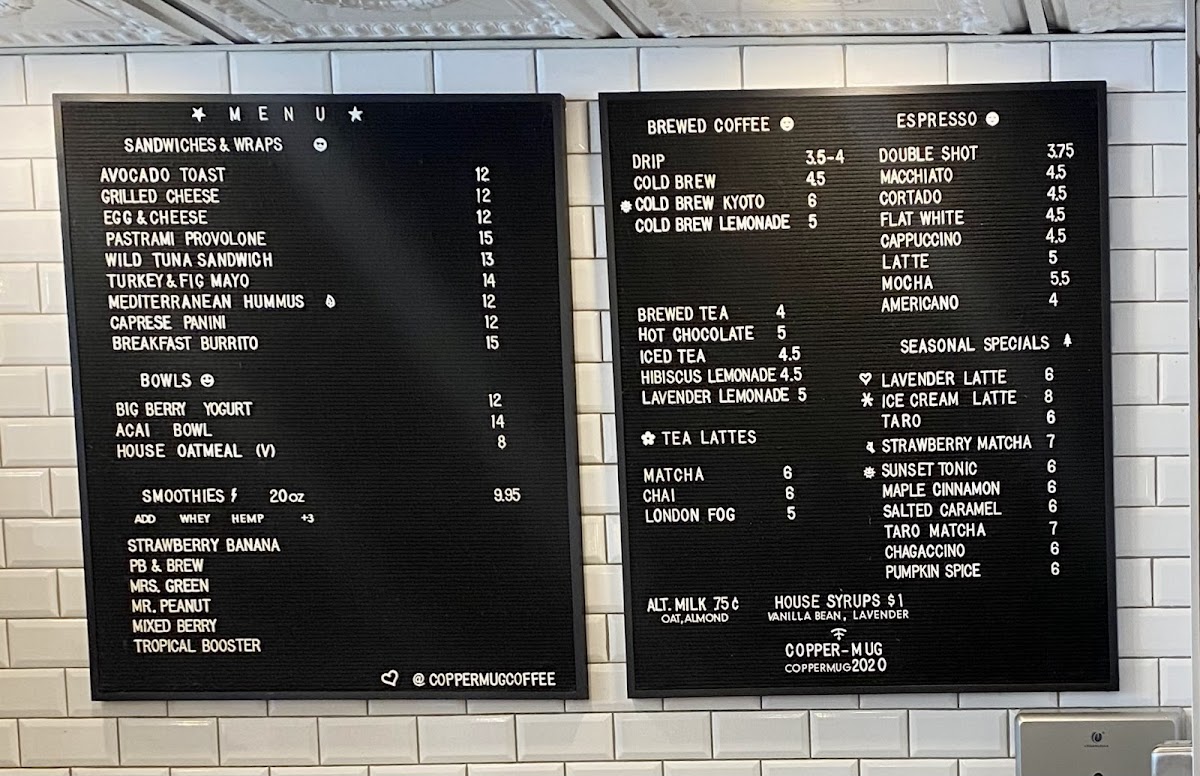 MENU
SANDWICHES & WRAPS
AVOCADO TOAST 12
GRILLED CHEESE 12
EGG & CHEESE 12
PASTRAMI PROVOLONE 15
WILD TUNA SANDWICH 13
TURKEY & FIG MAYO 14
MEDITERRANEAN HUMMUS 12
CAPRESE PANINI 12
BREAKFAST BURRITO 15
BOWLS
BIG BERRY YOGURT 12
ACAI BOWL 14
HOUSE OATMEAL (V) 8
SMOOTHIES 20oz 9.95
ADD WHEY HEMP +3
STRAWBERRY BANANA
PB & BREW
MRS. GREEN
MR. PEANUT
MIXED BERRY
TROPICAL BOOSTER
@COPPERMUGCOFFEE
BREWED COFFEE
DRIP 3.5-4
COLD BREW 4.5
COLD BREW KYOTO 6
COLD BREW LEMONADE 5
BREWED TEA 4
HOT CHOCOLATE 5
ICED TEA 4.5
HIBISCUS LEMONADE 4.5
LAVENDER LEMONADE 5
TEA LATTES
MATCHA 6
CHAI 6
LONDON FOG 5
ESPRESSO
DOUBLE SHOT 3.75
MACCHIATO 4.5
CORTADO 4.5
FLAT WHITE 4.5
CAPPUCCINO 4.5
LATTE 5
MOCHA 5.5
AMERICANO 4
SEASONAL SPECIALS
LAVENDER LATTE 6
ICE CREAM LATTE 8
TARO 6
STRAWBERRY MATCHA 7
SUNSET TONIC 6
MAPLE CINNAMON 6
SALTED CARAMEL 6
TARO MATCHA 7
CHAGACCINO 6
PUMPKIN SPICE 6
ALT. MILK 75¢
OAT, ALMOND
HOUSE SYRUPS $1
VANILLA BEAN, LAVENDER
COPPER-MUG
COPPERMUG2020